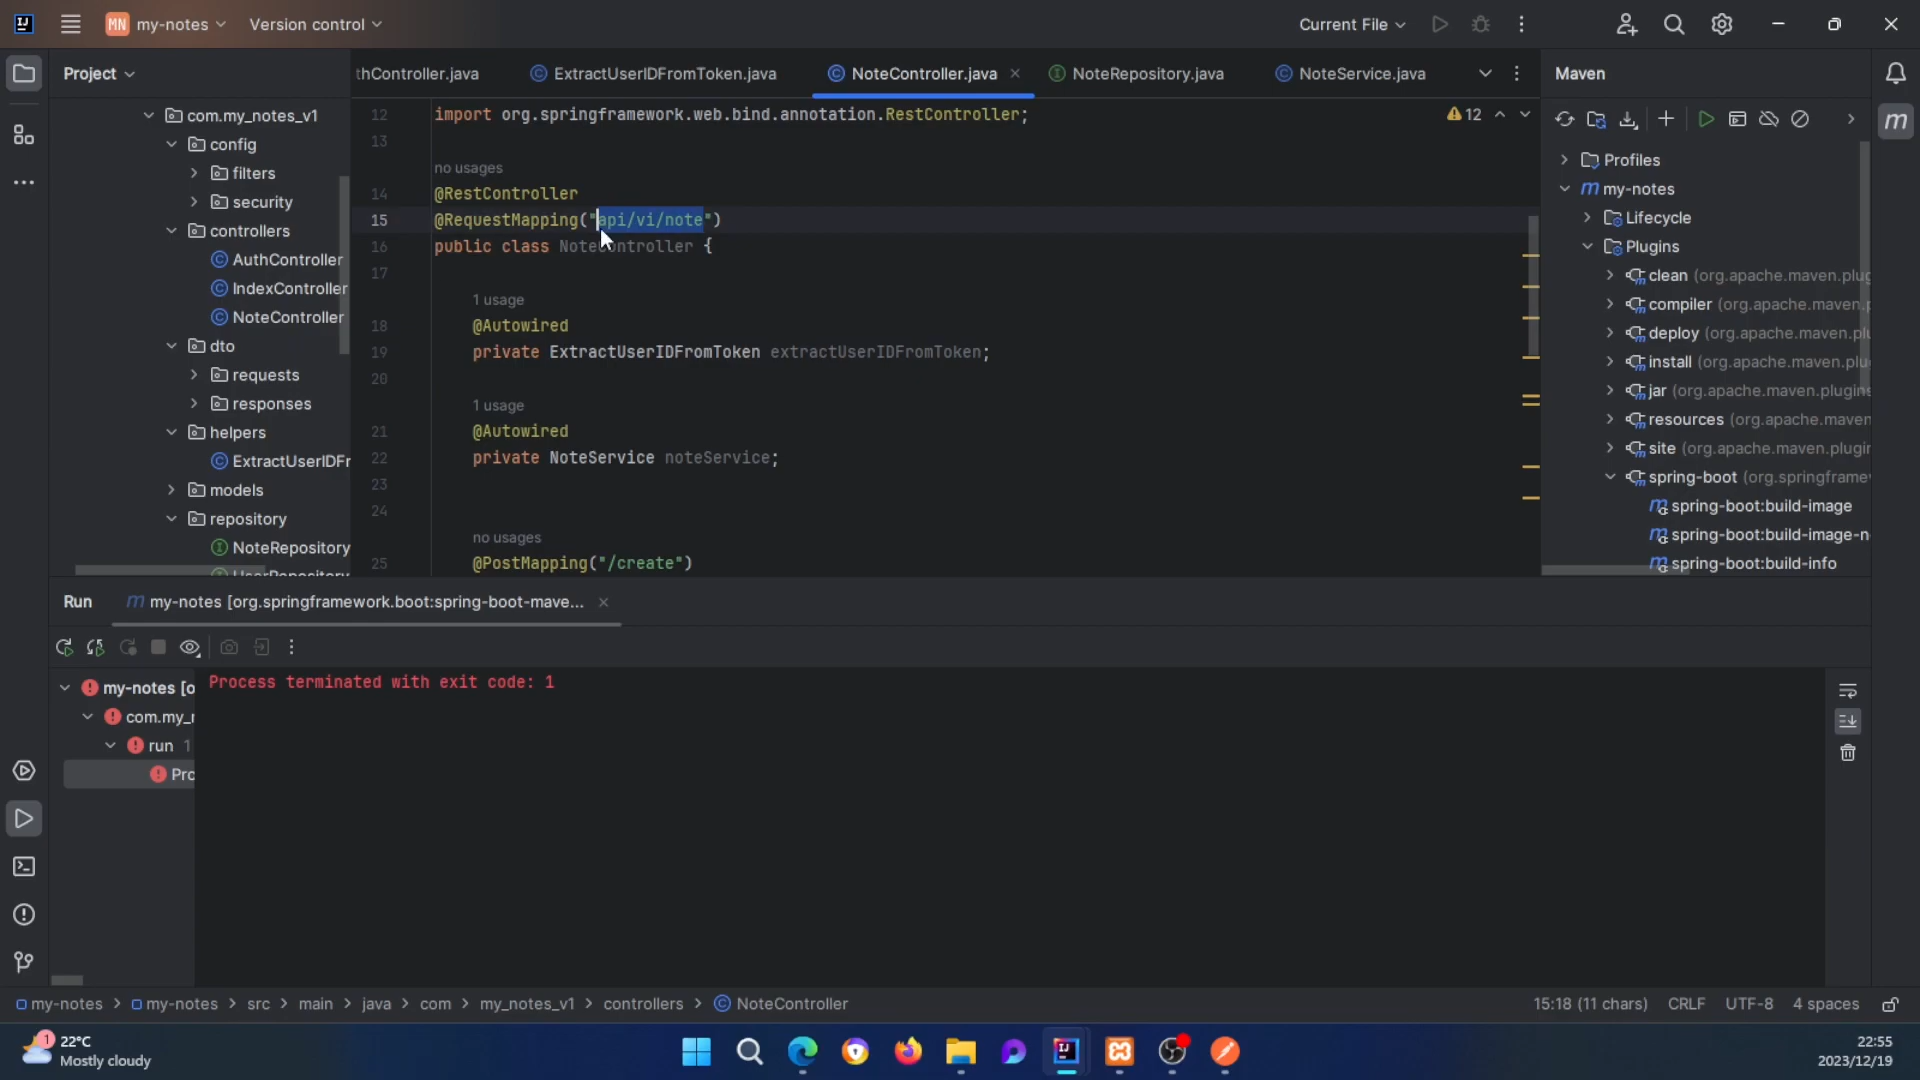 MN my-notes
Version control
Current File
Project
thController.java
ExtractUserIDFromToken.java
NoteController.java
NoteRepository.java
NoteService.java
Maven
com.my_notes_v1
config
filters
security
controllers
AuthController
IndexController
NoteController
dto
requests
responses
helpers
ExtractUserIDFr
models
repository
NoteRepository
UserRepository
12 import org.springframework.web.bind.annotation.RestController;
12
13
no usages
14 @RestController
15 @RequestMapping("api/vi/note")
16 public class NoteController {
17
1 usage
18 @Autowired
19 private ExtractUserIDFromToken extractUserIDFromToken;
20
1 usage
21 @Autowired
22 private NoteService noteService;
23
24
no usages
25 @PostMapping("/create")
Profiles
my-notes
Lifecycle
Plugins
clean (org.apache.maven.plug
compiler (org.apache.maven.p
deploy (org.apache.maven.plu
install (org.apache.maven.plu
jar (org.apache.maven.plugins
resources (org.apache.maven
site (org.apache.maven.plugin
spring-boot (org.springframew
spring-boot:build-image
spring-boot:build-image-n
spring-boot:build-info
m
Run
my-notes [org.springframework.boot:spring-boot-mave...
my-notes [o
com.my_r
run 1
Pro
Process terminated with exit code: 1
my-notes > my-notes > src > main > java > com > my_notes_v1 > controllers > NoteController
15:18 (11 chars) CRLF UTF-8 4 spaces
1
22°C
Mostly cloudy
22:55
2023/12/19